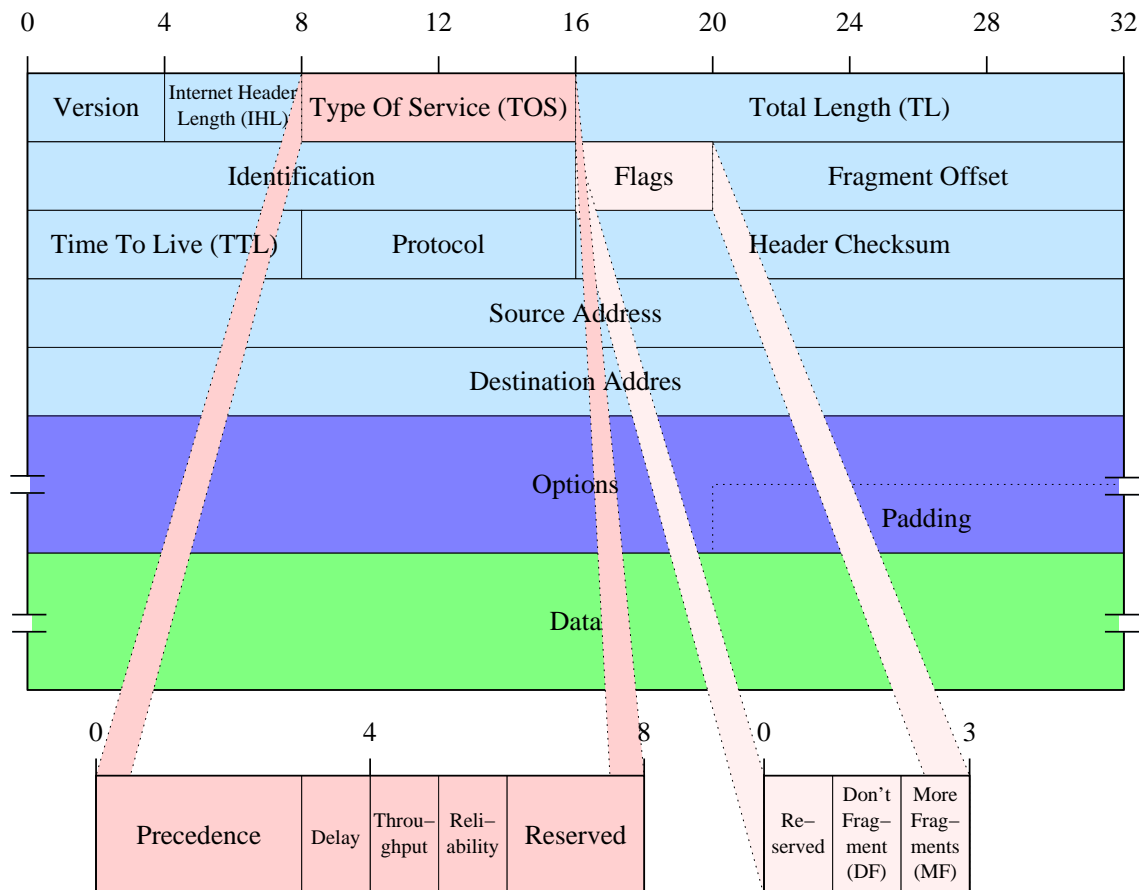 0 4 8 12 16 20 24 28 32
Version
Internet Header
Length (IHL)
Type Of Service (TOS)
Total Length (TL)
Identification
Flags
Fragment Offset
Time To Live (TTL)
Protocol
Header Checksum
Source Address
Destination Addres
Options
Padding
Data
0 4 8
0 3
Precedence
Delay
Throu–
ghput
Reli–
ability
Reserved
Re–
served
Don't
Frag–
ment
(DF)
More
Frag–
ments
(MF)